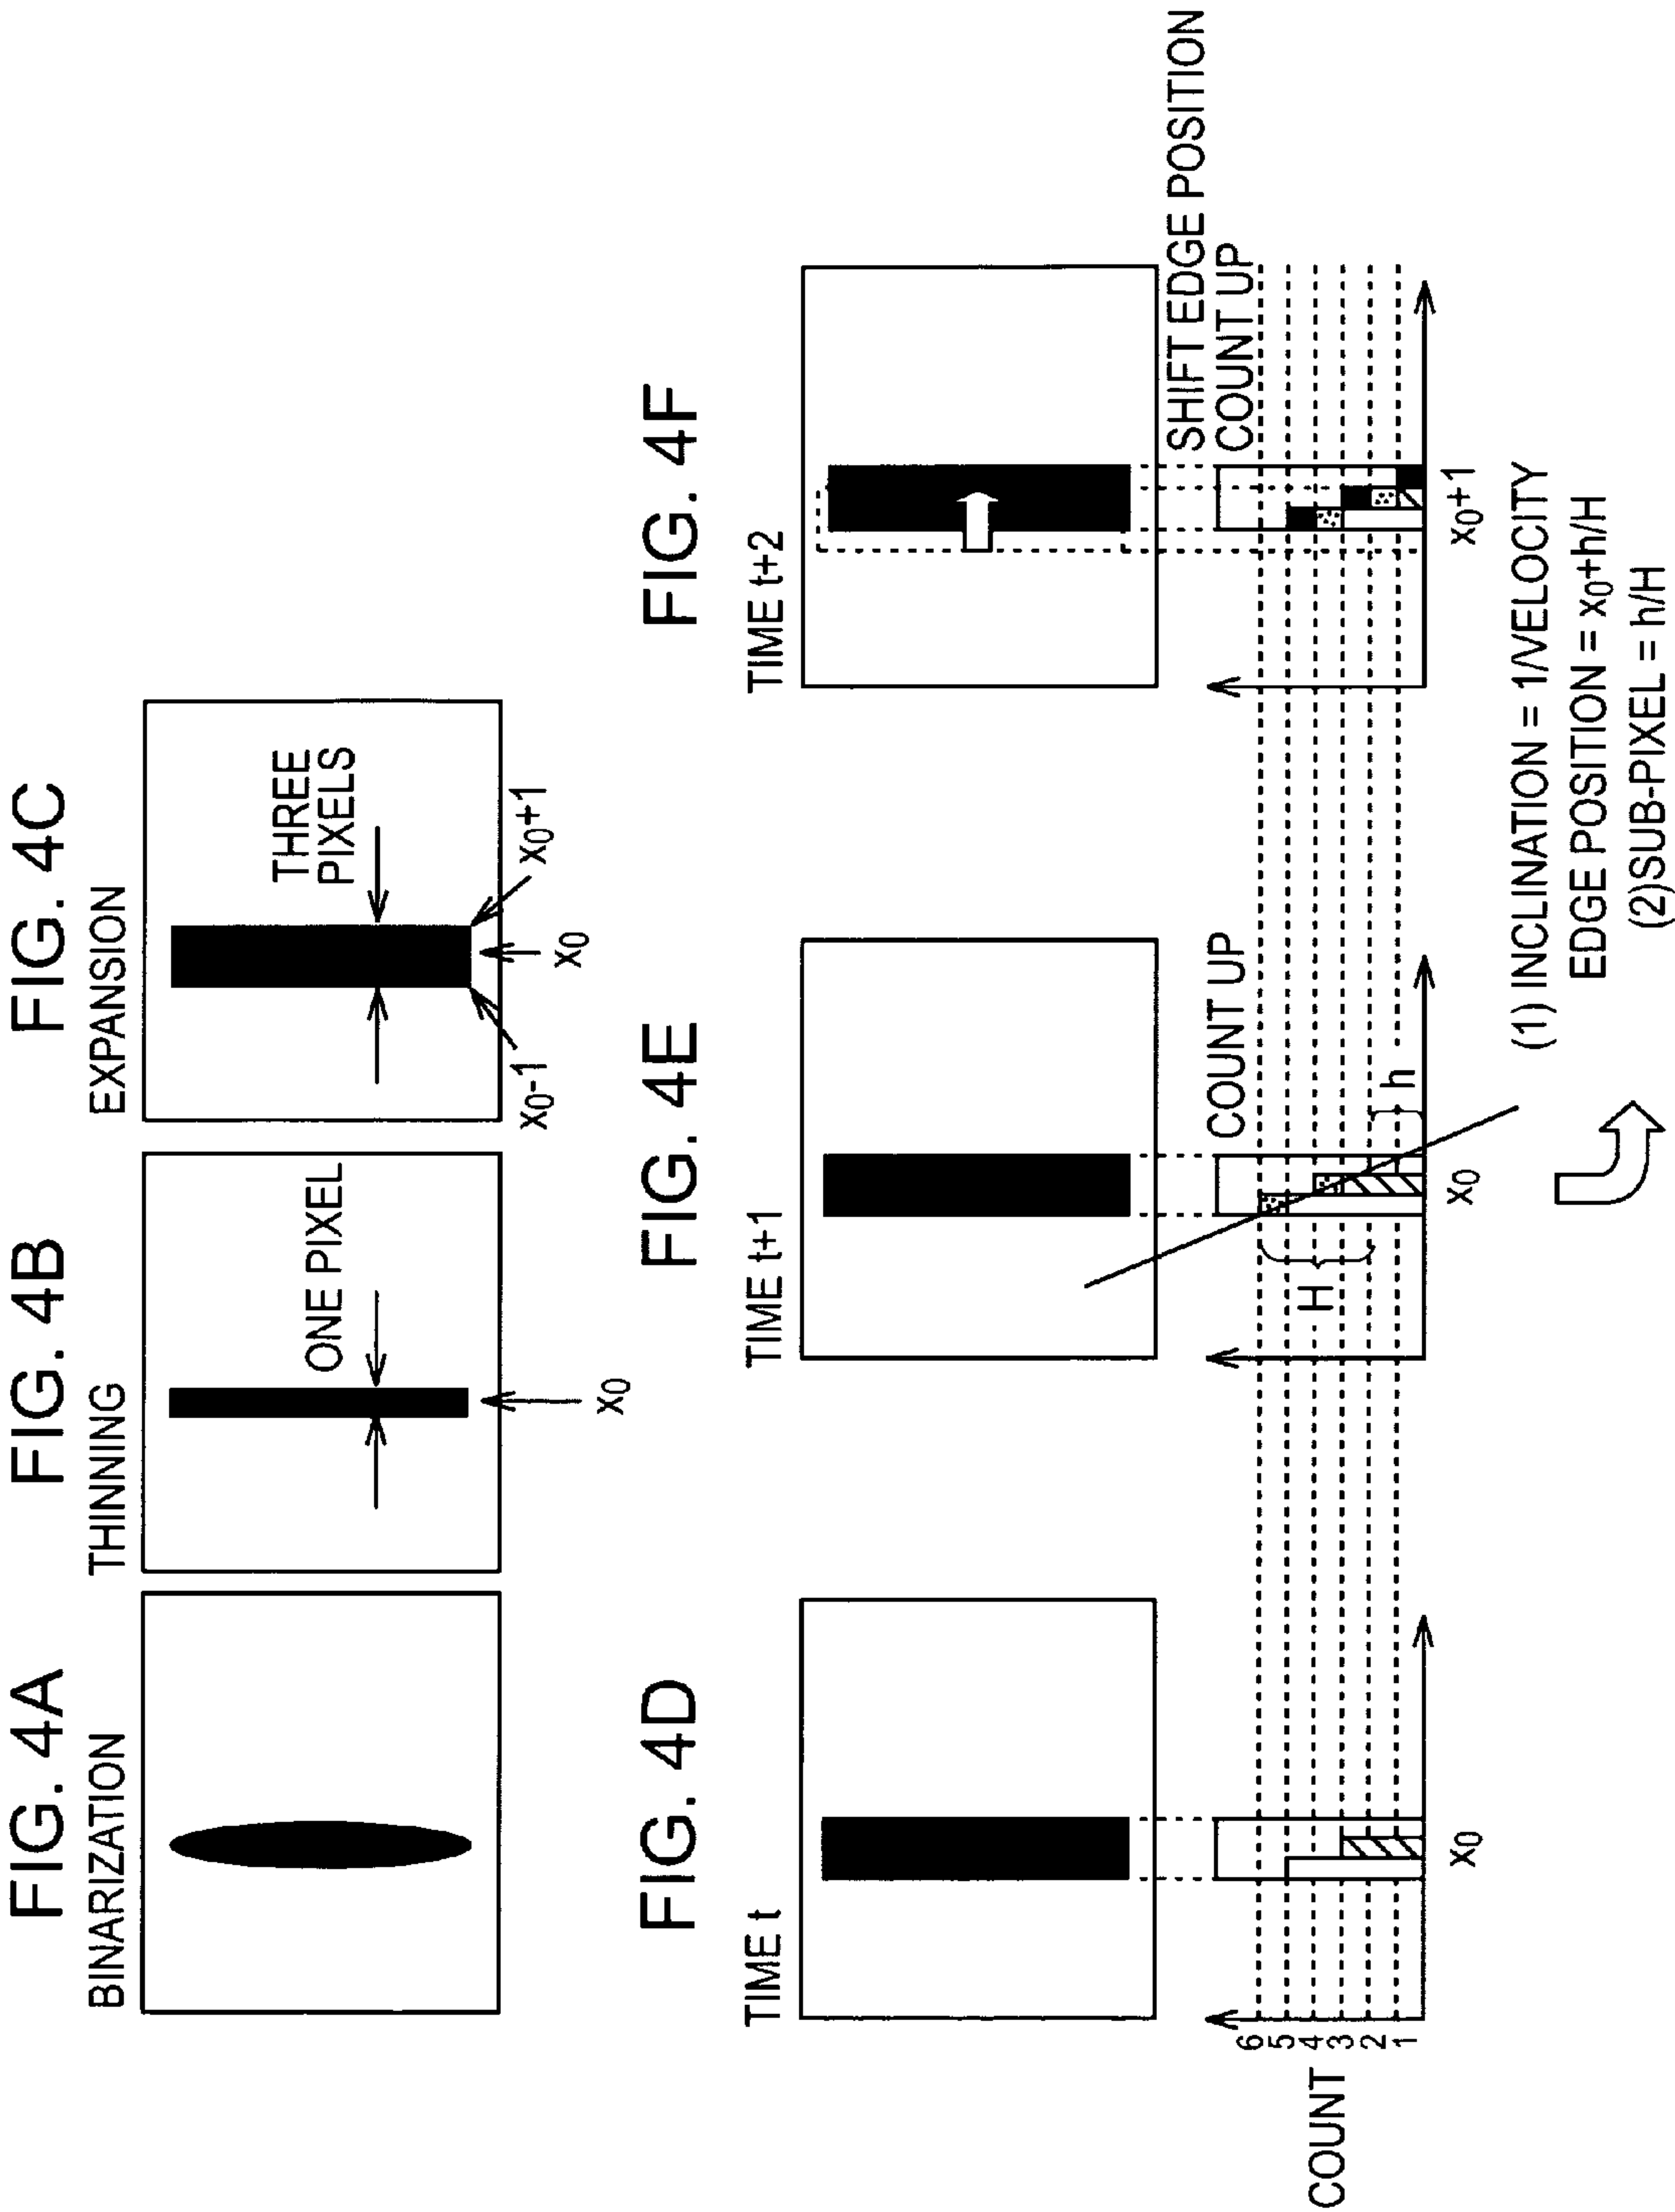 FIG. 4A
BINARIZATION
FIG. 4B
THINNING
ONE PIXEL
x0
FIG. 4C
EXPANSION
THREE
PIXELS
x0-1
x0
x0+1
FIG. 4D
TIME t
COUNT
6
5
4
3
2
1
x0
FIG. 4E
TIME t+1
COUNT UP
H
h
x0
FIG. 4F
TIME t+2
SHIFT EDGE POSITION
COUNT UP
x0+1
(1) INCLINATION = 1/VELOCITY
EDGE POSITION = x0+h/H
(2)SUB-PIXEL = h/H